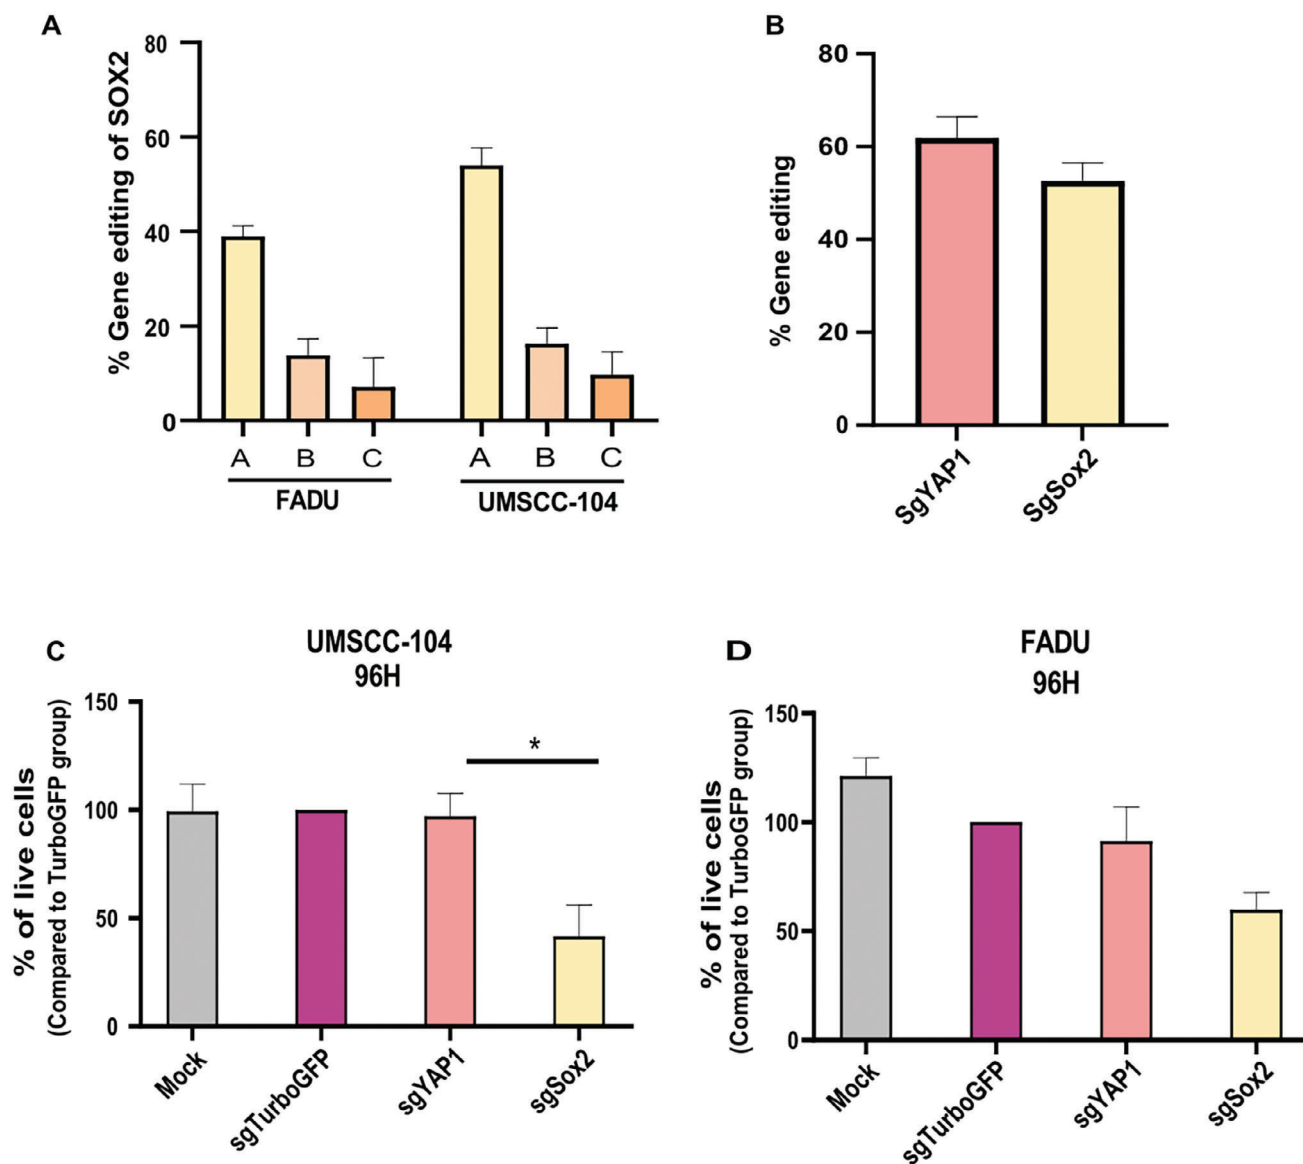 A
% Gene editing of SOX2
80
60
40
20
0
A B C A B C
FADU UMSCC-104
B
% Gene editing
80
60
40
20
0
SgYAP1
SgSox2
C
UMSCC-104
96H
% of live cells
(Compared to TurboGFP group)
150
100
50
0
*
Mock
sgTurboGFP
sgYAP1
sgSox2
D
FADU
96H
% of live cells
(Compared to TurboGFP group)
150
100
50
0
Mock
sgTurboGFP
sgYAP1
sgSox2